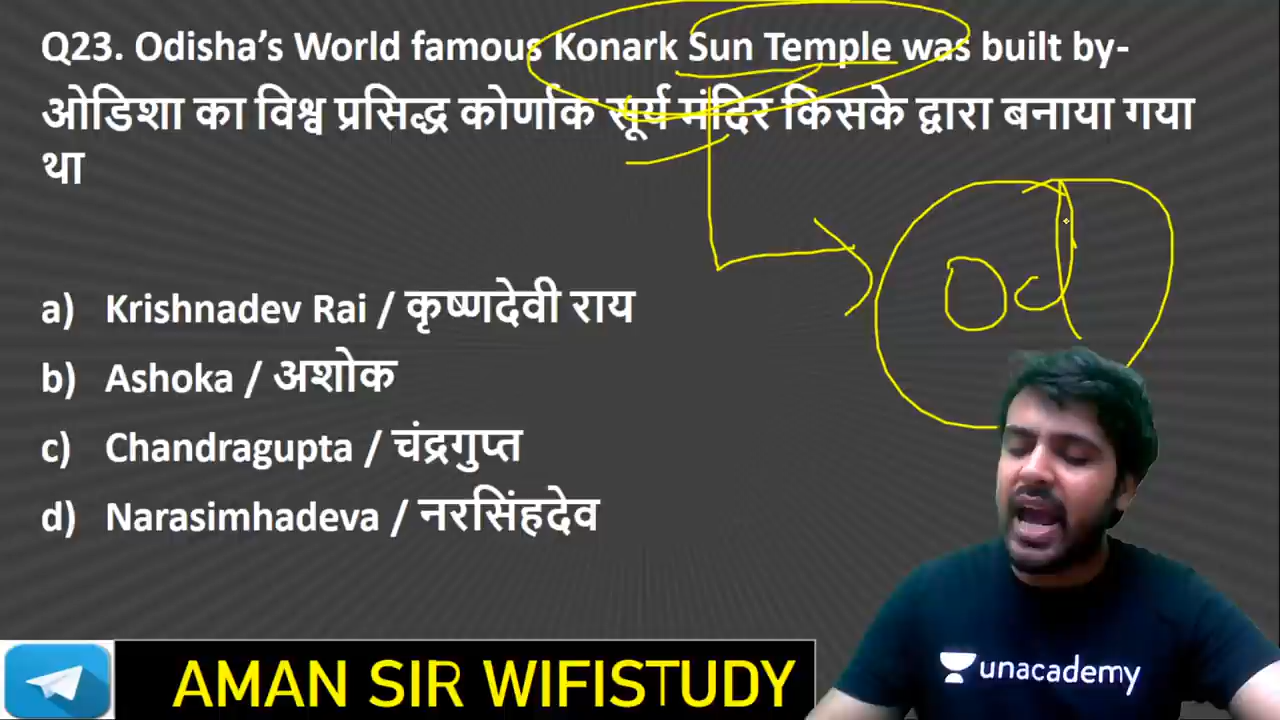 Q23. Odisha's World famous Konark Sun Temple was built by-
ओडिशा का विश्व प्रसिद्ध कोर्णाक सूर्य मंदिर किसके द्वारा बनाया गया
था
od
a) Krishnadev Rai / कृष्णदेवी राय
b) Ashoka / अशोक
c) Chandragupta / चंद्रगुप्त
d) Narasimhadeva / नरसिंहदेव
unacademy
AMAN SIR WIFISTUDY